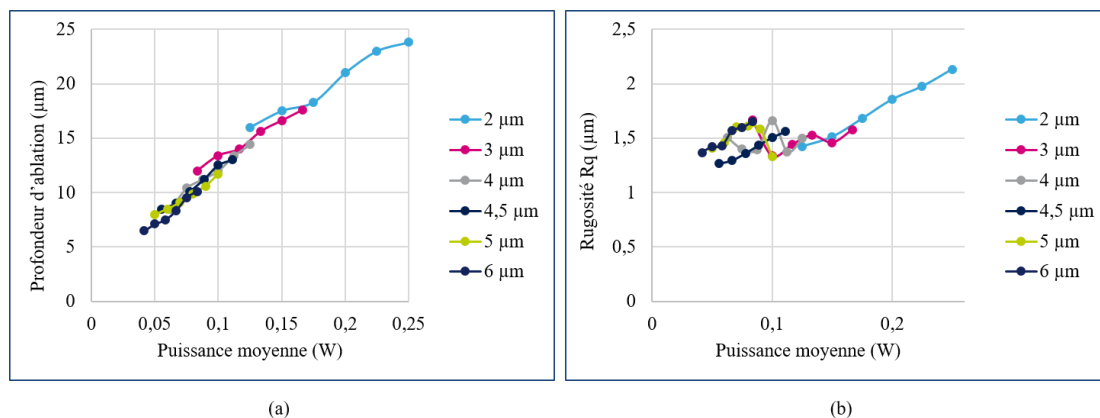 25
20
15
10
5
0
0
0,05
0,1
0,15
0,2
0,25
Profondeur d'ablation (µm)
Puissance moyenne (W)
2 µm
3 µm
4 µm
4,5 µm
5 µm
6 µm
(a)
2,5
2
1,5
1
0,5
0
0
0,1
0,2
Rugosité Rq (µm)
Puissance moyenne (W)
2 µm
3 µm
4 µm
4,5 µm
5 µm
6 µm
(b)